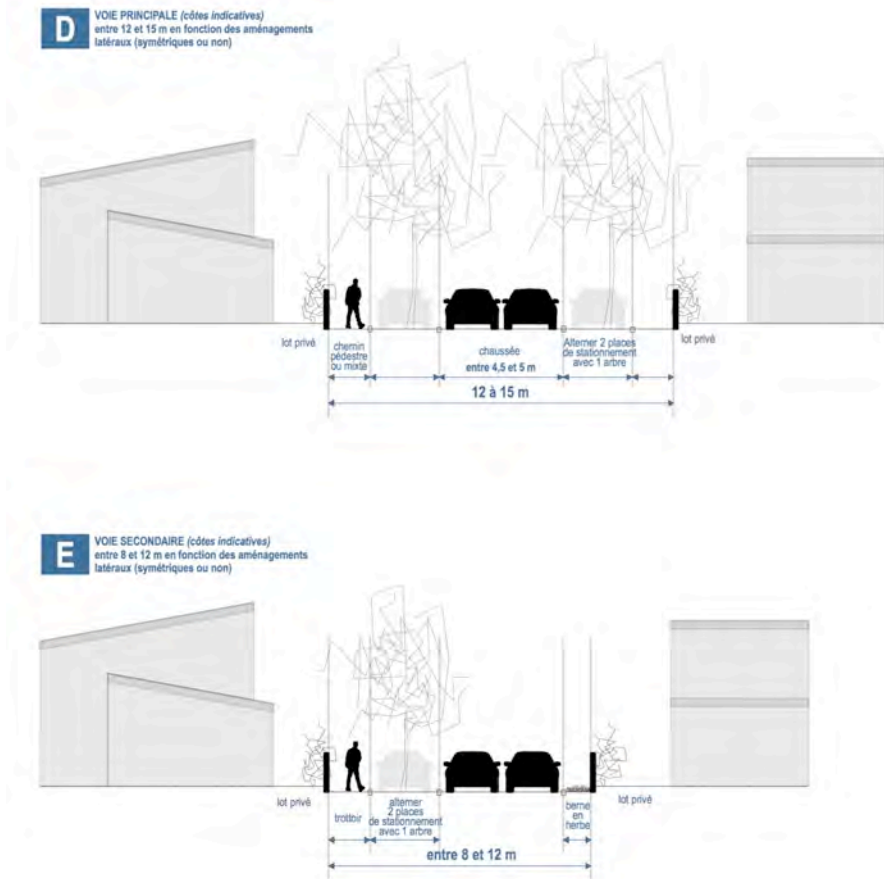 D
VOIE PRINCIPALE (côtes indicatives)
entre 12 et 15 m en fonction des aménagements
latéraux (symétriques ou non)
lot privé
chemin
pédestre
ou mixte
chaussée
entre 4,5 et 5 m
Alterner 2 places
de stationnement
avec 1 arbre
lot privé
12 à 15 m
E
VOIE SECONDAIRE (côtes indicatives)
entre 8 et 12 m en fonction des aménagements
latéraux (symétriques ou non)
lot privé
trottoir
alterner
2 places
de stationnement
avec 1 arbre
berne
en
herbe
lot privé
entre 8 et 12 m